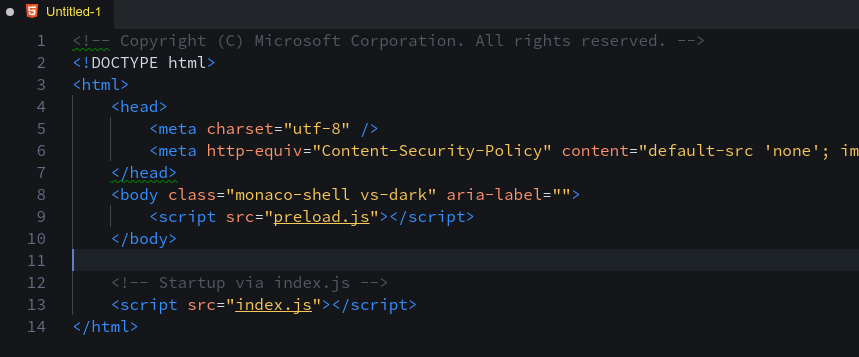 Untitled-1
1 <!-- Copyright (C) Microsoft Corporation. All rights reserved. -->
2 <!DOCTYPE html>
3 <html>
4 <head>
5 <meta charset="utf-8" />
6 <meta http-equiv="Content-Security-Policy" content="default-src 'none'; im
7 </head>
8 <body class="monaco-shell vs-dark" aria-label="">
9 <script src="preload.js"></script>
10 </body>
11
12 <!-- Startup via index.js -->
13 <script src="index.js"></script>
14 </html>